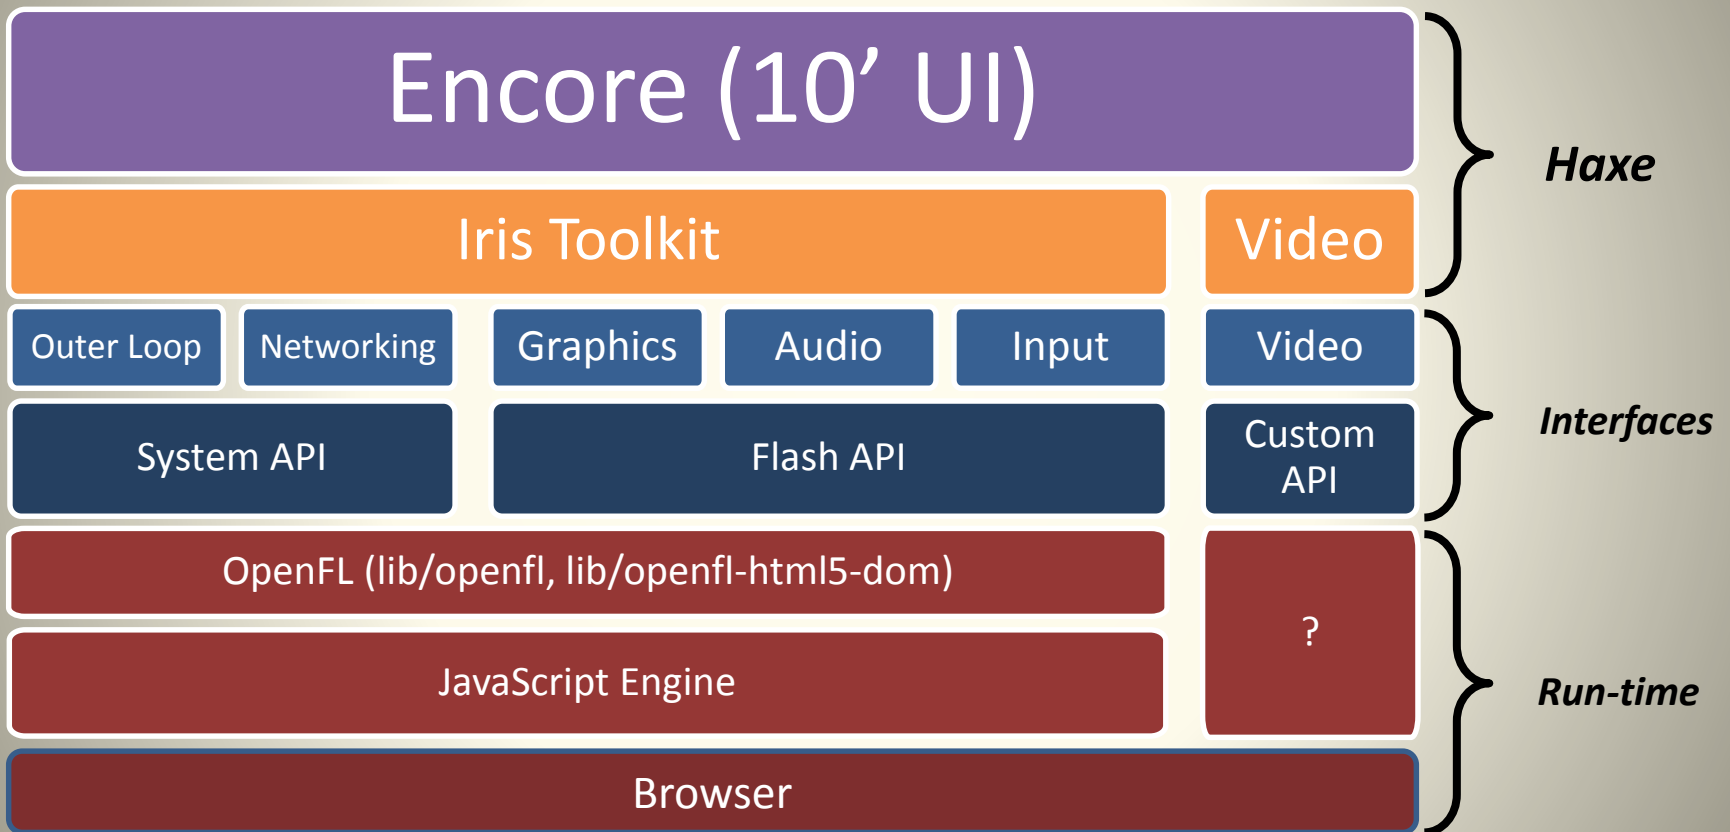 Encore (10’ UI)
Haxe
Iris Toolkit
Video
Outer Loop
Networking
Graphics
Audio
Input
Video
Interfaces
System API
Flash API
Custom
API
OpenFL (lib/openfl, lib/openfl-html5-dom)
?
JavaScript Engine
Run-time
Browser